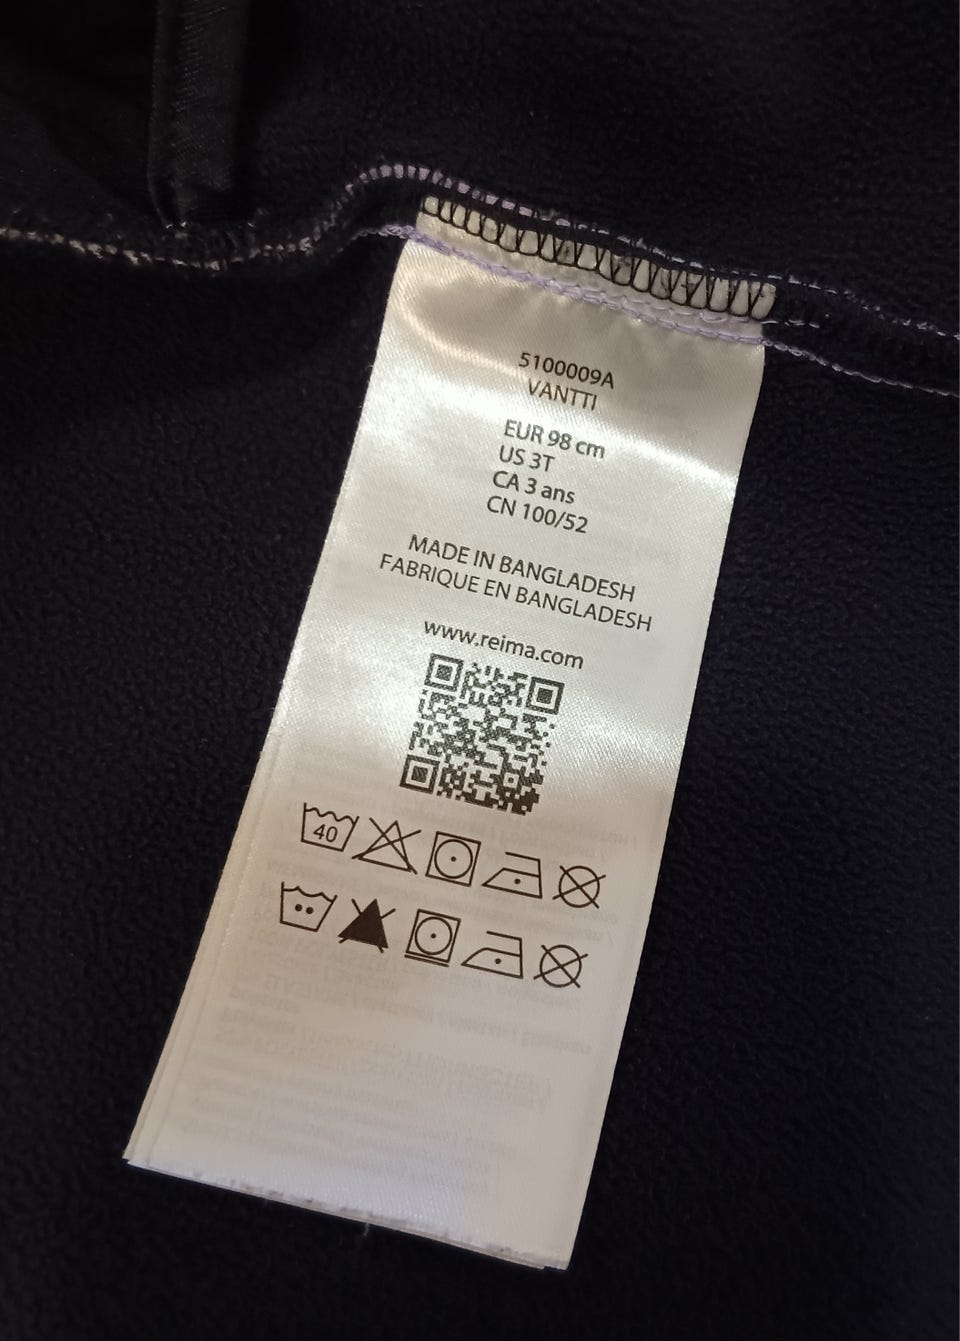 5100009A
VANTTI
EUR 98 cm
US 3T
CA 3 ans
CN 100/52
MADE IN BANGLADESH
FABRIQUE EN BANGLADESH
www.reima.com
40